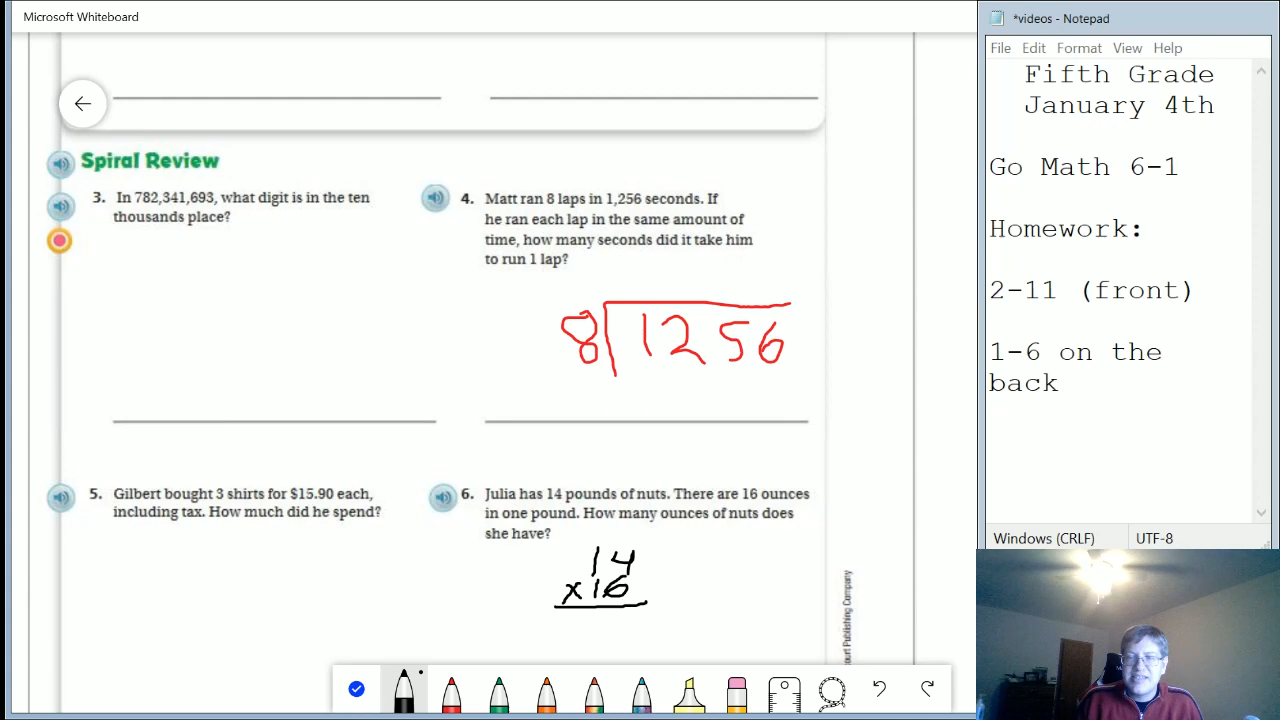 Microsoft Whiteboard
Spiral Review
3. In 782,341,693, what digit is in the ten
thousands place?
4. Matt ran 8 laps in 1,256 seconds. If
he ran each lap in the same amount of
time, how many seconds did it take him
to run 1 lap?
8 1256
5. Gilbert bought 3 shirts for $15.90 each,
including tax. How much did he spend?
6. Julia has 14 pounds of nuts. There are 16 ounces
in one pound. How many ounces of nuts does
she have?
14
x16
ourt Publishing Company
*videos - Notepad
File Edit Format View Help
Fifth Grade
January 4th
Go Math 6-1
Homework:
2-11 (front)
1-6 on the
back
Windows (CRLF) UTF-8